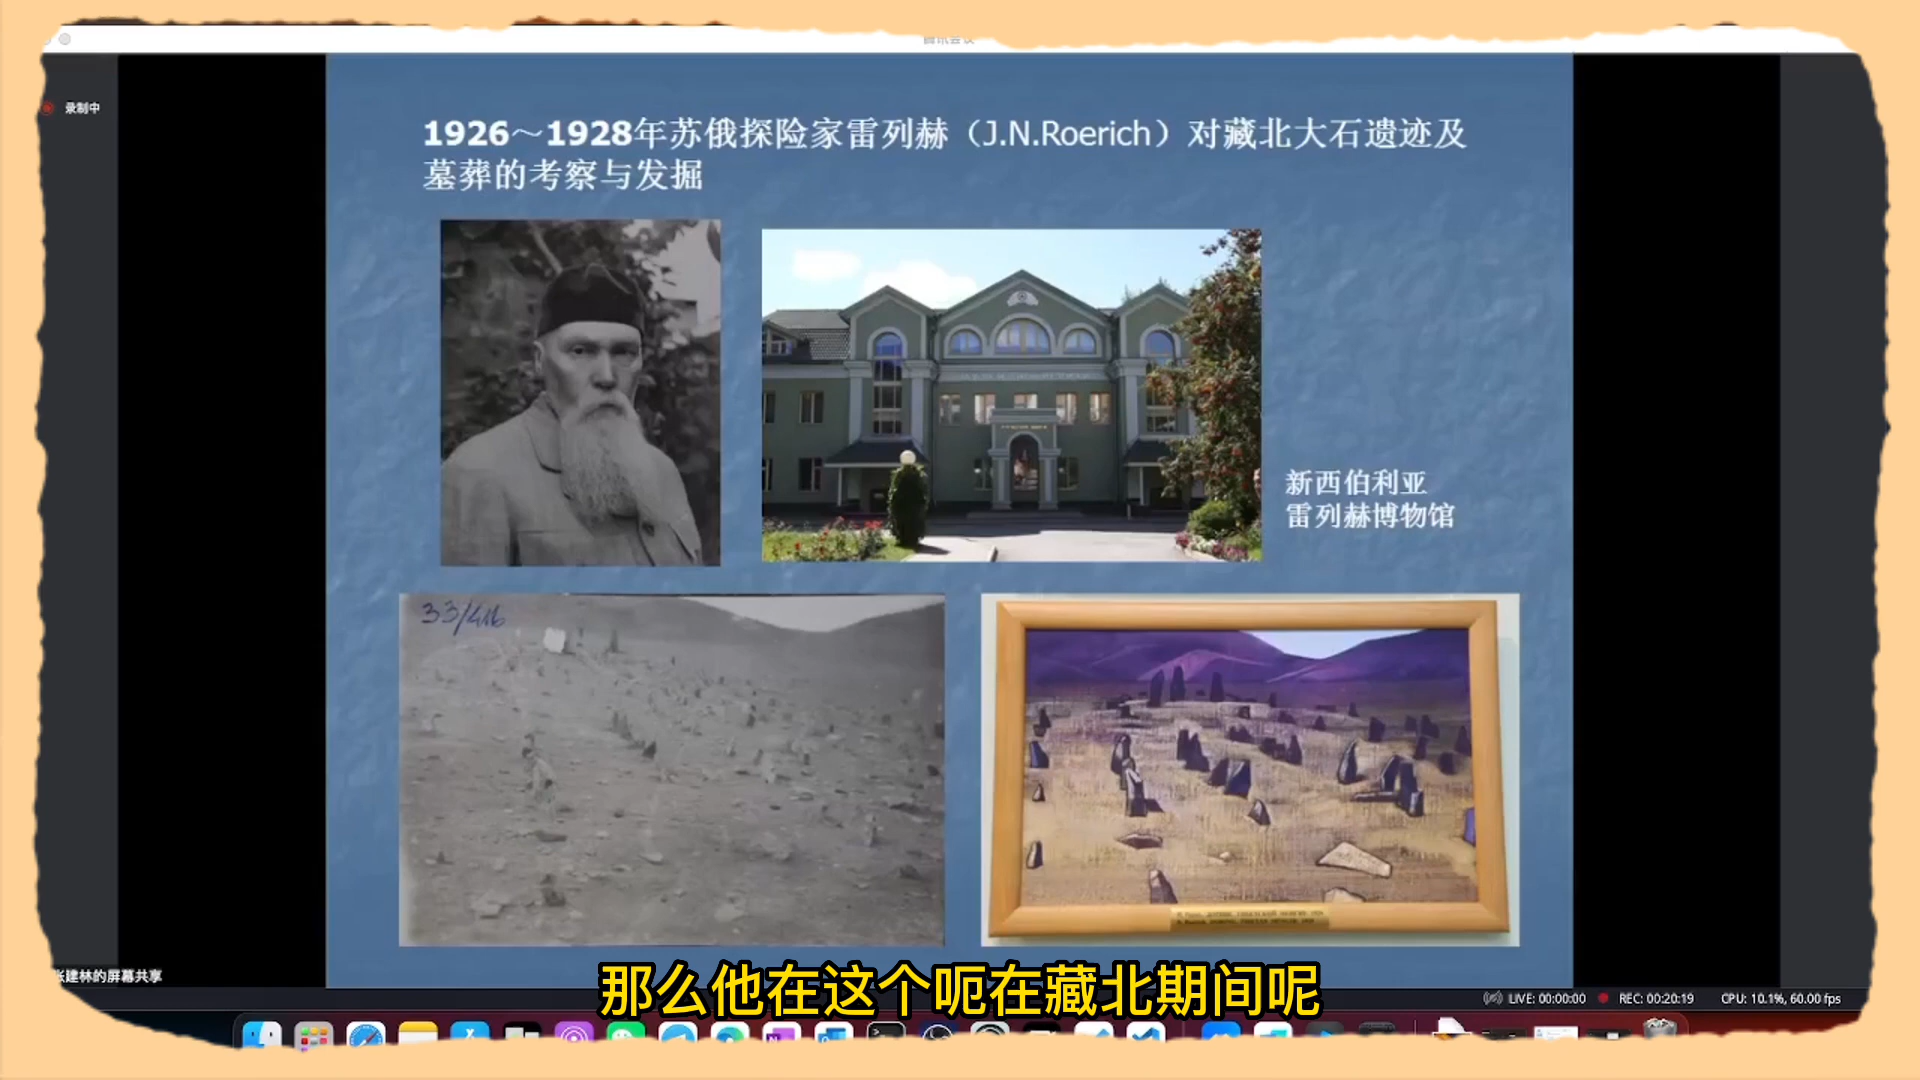 腾讯会议
录制中
1926～1928年苏俄探险家雷列赫（J.N.Roerich）对藏北大石遗迹及
墓葬的考察与发掘
新西伯利亚
雷列赫博物馆
33/416
张建林的屏幕共享
那么他在这个呃在藏北期间呢
LIVE: 00:00:00
REC: 00:20:19
CPU: 10.1%, 60.00 fps